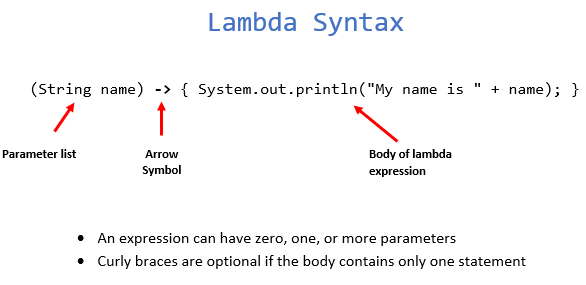 Lambda Syntax
(String name) -> { System.out.println("My name is " + name); }
Parameter list
Arrow
Symbol
Body of lambda
expression
• An expression can have zero, one, or more parameters
• Curly braces are optional if the body contains only one statement